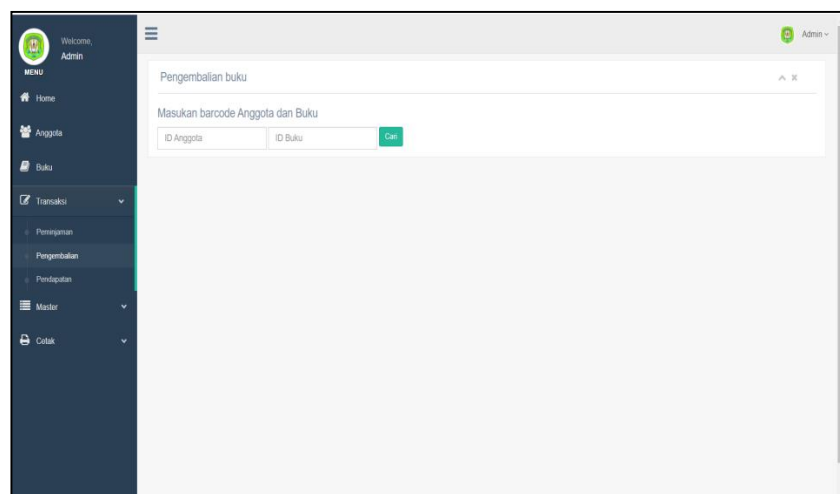 Welcome,
Admin
MENU
Home
Anggota
Buku
Transaksi
Peminjaman
Pengembalian
Pendapatan
Master
Cetak
Admin
Pengembalian buku
Masukan barcode Anggota dan Buku
ID Anggota
ID Buku
Cari